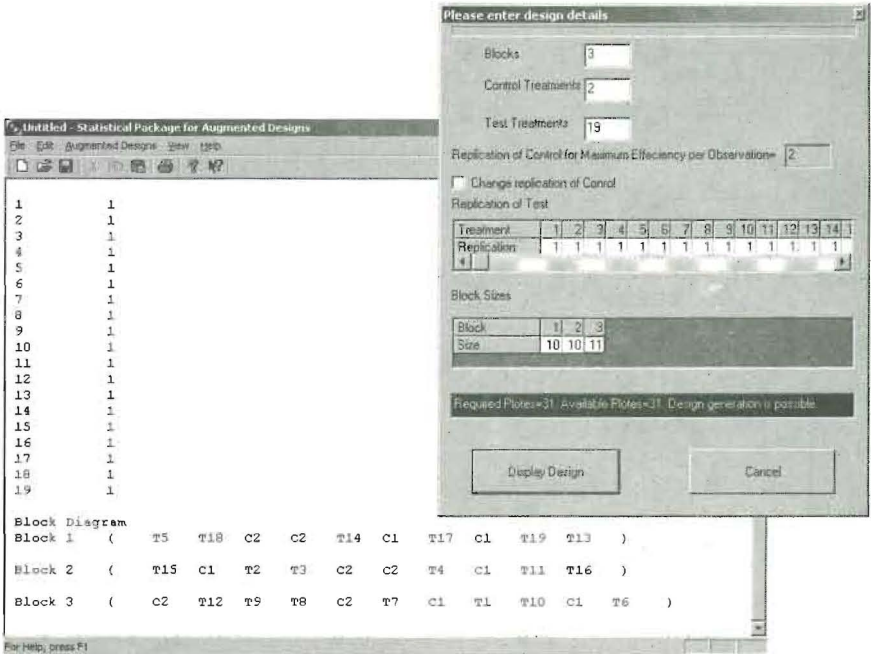 Please enter design details
Blocks 3
Control Treatments 2
Test Treatments 19
Replication of Control for Maximum Effeciency per Observation= 2
Change replication of Conrol
Replication of Test
Treatment 1 2 3 4 5 6 7 8 9 10 11 12 13 14 1
Replication 1 1 1 1 1 1 1 1 1 1 1 1 1 1
Block Sizes
Block 1 2 3
Size 10 10 11
Required Plotes=31. Available Plotes=31. Design generation is possible.
Display Design Cancel
Untitled - Statistical Package for Augmented Designs
File Edit Augmented Designs View Help
1 1
2 1
3 1
4 1
5 1
6 1
7 1
8 1
9 1
10 1
11 1
12 1
13 1
14 1
15 1
16 1
17 1
18 1
19 1
Block Diagram
Block 1 ( T5 T18 C2 C2 T14 C1 T17 C1 T19 T13 )
Block 2 ( T15 C1 T2 T3 C2 C2 T4 C1 T11 T16 )
Block 3 ( C2 T12 T9 T8 C2 T7 C1 T1 T10 C1 T6 )
For Help, press F1